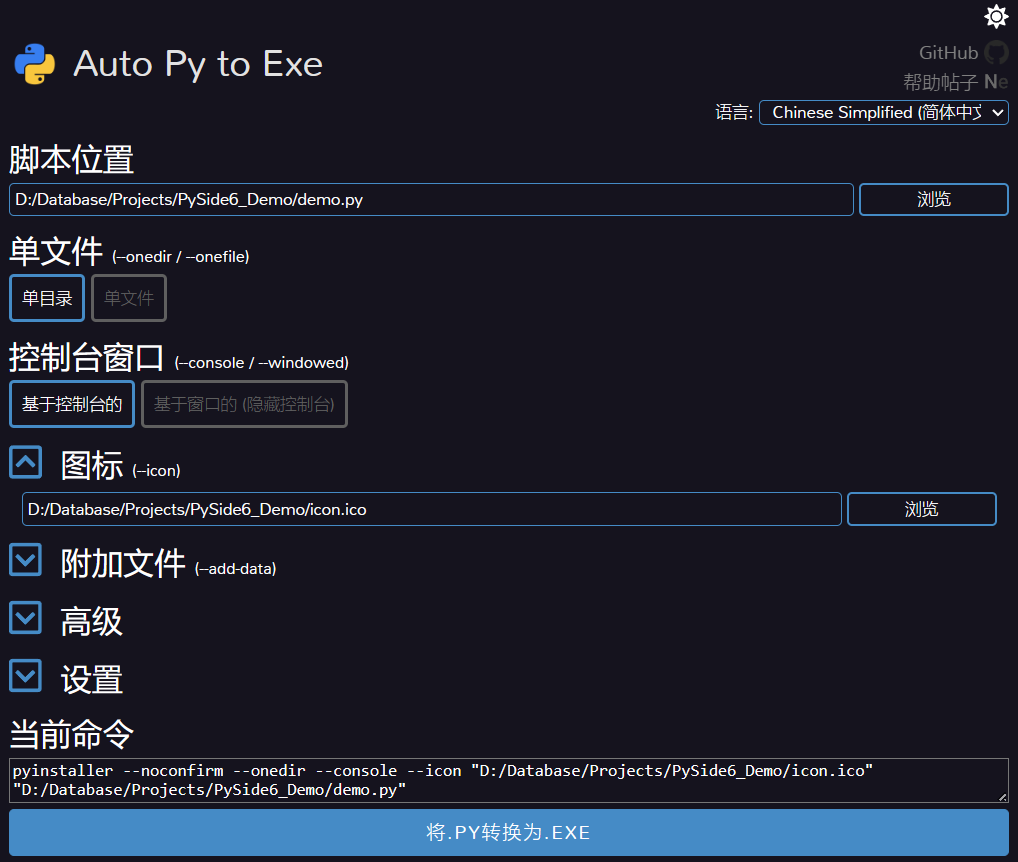 Auto Py to Exe
GitHub
帮助帖子 Ne
语言: Chinese Simplified (简体中文
脚本位置
D:/Database/Projects/PySide6_Demo/demo.py 浏览
单文件 (--onedir / --onefile)
单目录 单文件
控制台窗口 (--console / --windowed)
基于控制台的 基于窗口的 (隐藏控制台)
图标 (--icon)
D:/Database/Projects/PySide6_Demo/icon.ico 浏览
附加文件 (--add-data)
高级
设置
当前命令
pyinstaller --noconfirm --onedir --console --icon "D:/Database/Projects/PySide6_Demo/icon.ico"
"D:/Database/Projects/PySide6_Demo/demo.py"
将.PY转换为.EXE